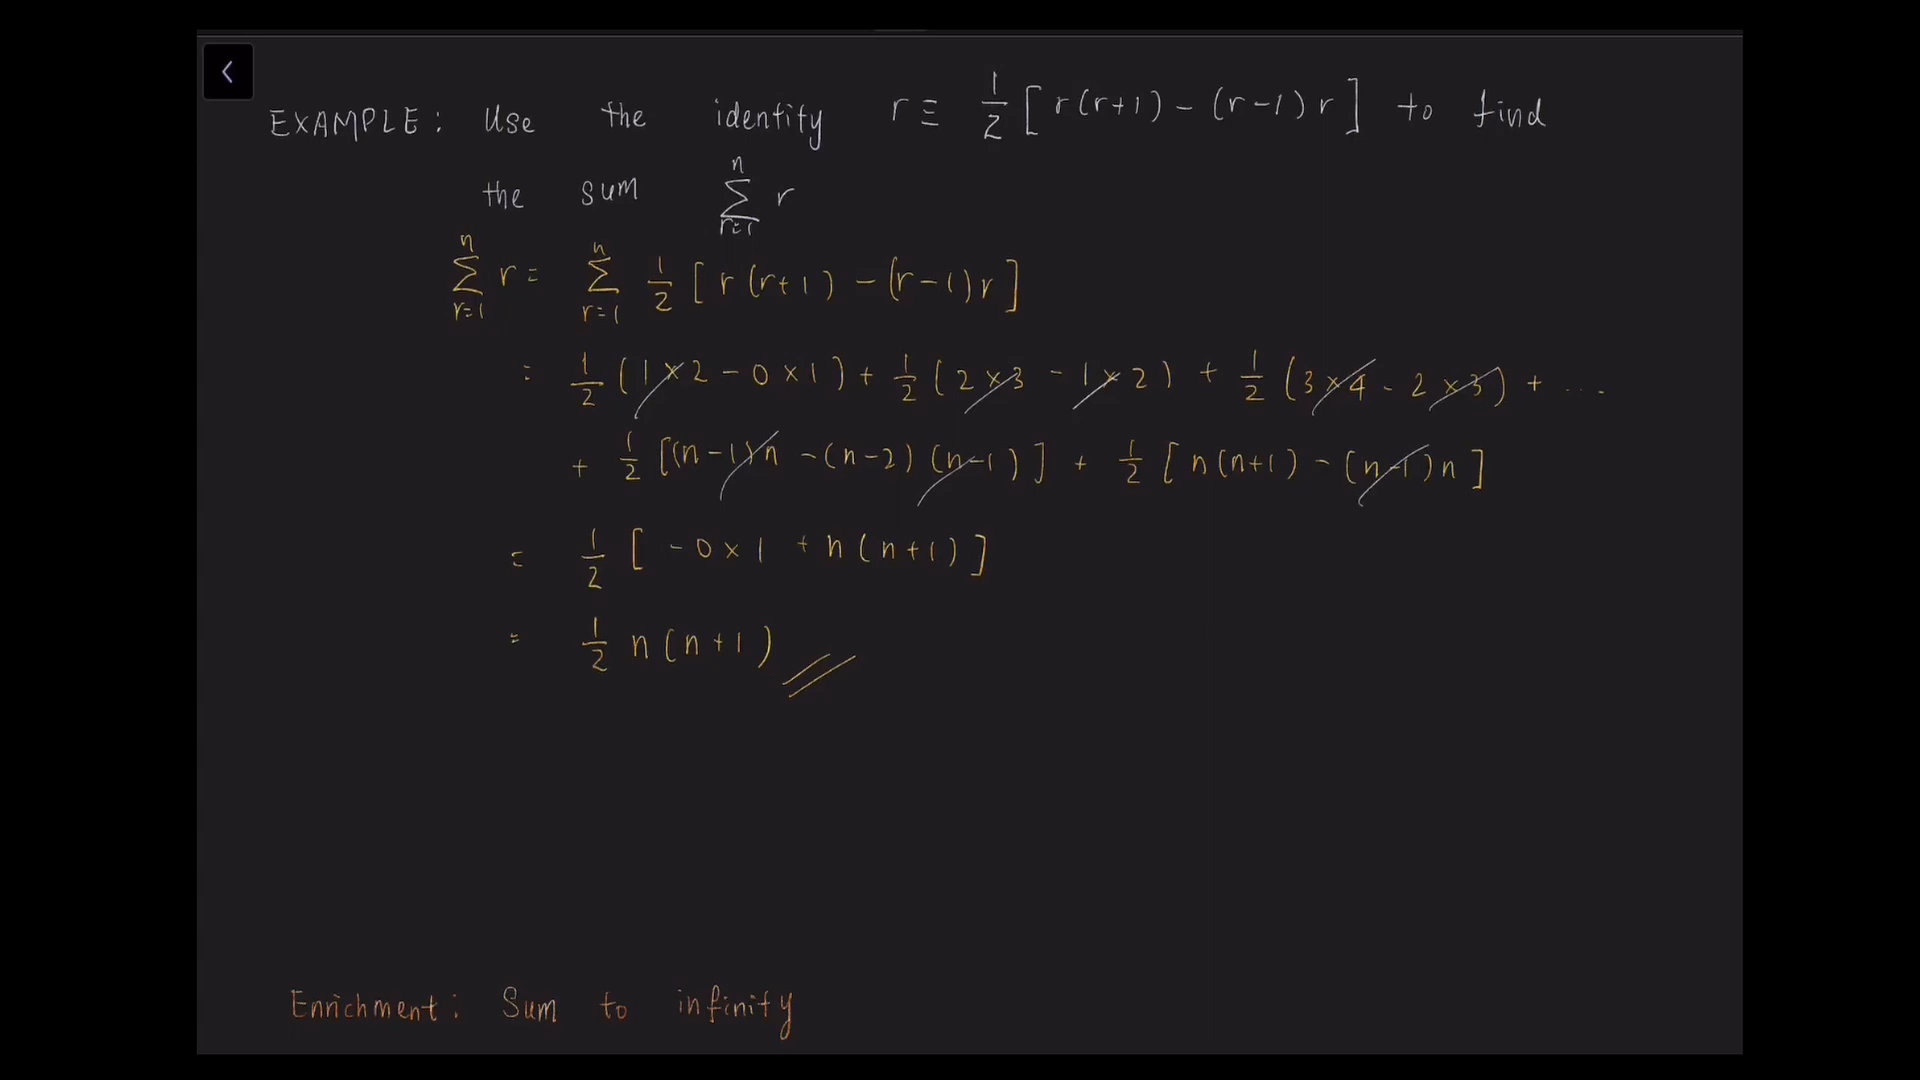 EXAMPLE: Use the identity r ≡ 1/2 [r(r+1) - (r-1)r] to find
the sum ∑_{r=1}^{n} r
∑_{r=1}^{n} r = ∑_{r=1}^{n} 1/2 [r(r+1) - (r-1)r]
= 1/2 (1×2 - 0×1) + 1/2 (2×3 - 1×2) + 1/2 (3×4 - 2×3) + ...
+ 1/2 [(n-1)n - (n-2)(n-1)] + 1/2 [n(n+1) - (n-1)n]
= 1/2 [-0×1 + n(n+1)]
= 1/2 n(n+1)
Enrichment: Sum to infinity